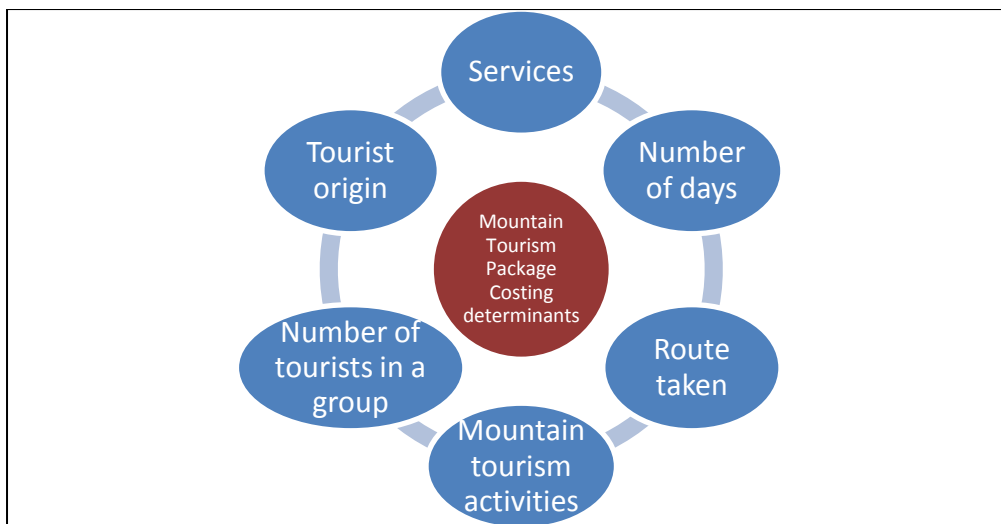 Services
Number
of days
Route
taken
Mountain
tourism
activities
Number of
tourists in a
group
Tourist
origin
Mountain
Tourism
Package
Costing
determinants